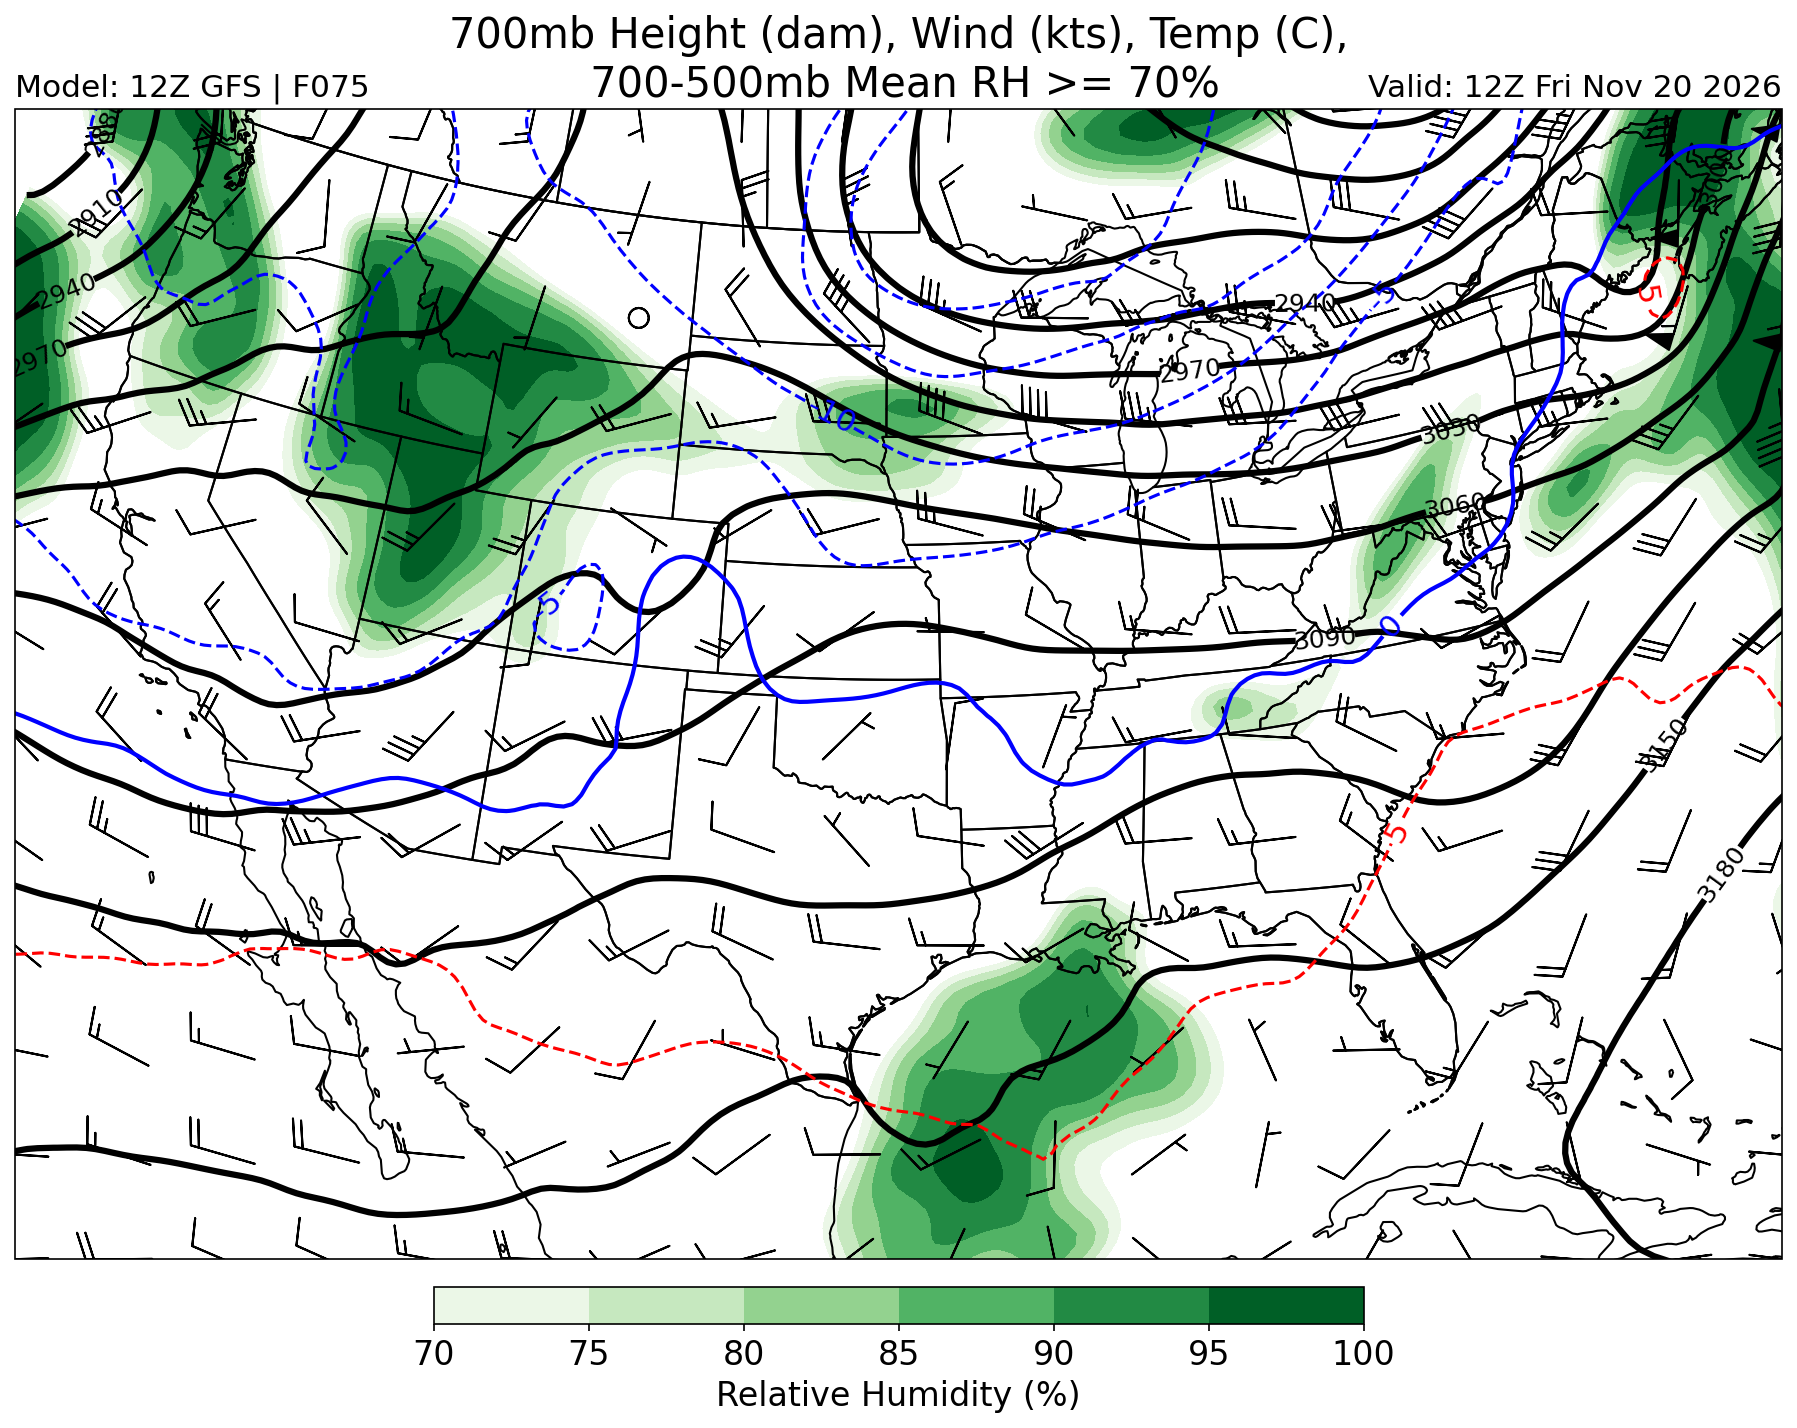 700mb Height (dam), Wind (kts), Temp (C),
700-500mb Mean RH >= 70%
Model: 12Z GFS | F075
Valid: 12Z Fri Nov 20 2026
2910
3000
2940
2970
2940
-5
5
2970
-10
3030
3060
-5
3090
0
3150
5
3180
70 75 80 85 90 95 100
Relative Humidity (%)